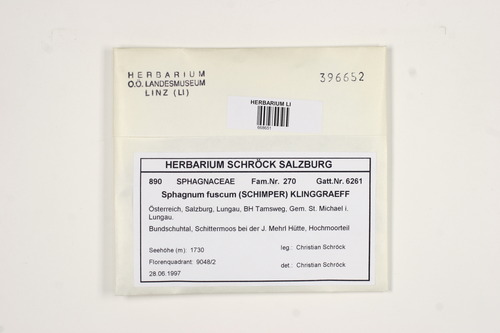 HERBARIUM
O.Ö. LANDESMUSEUM
LINZ (LI)
396652
HERBARIUM LI
HERBARIUM SCHRÖCK SALZBURG
890 SPHAGNACEAE Fam.Nr. 270 Gatt.Nr. 6261
Sphagnum fuscum (SCHIMPER) KLINGGRAEFF
Österreich, Salzburg, Lungau, BH Tamsweg, Gem. St. Michael i.
Lungau.
Bundschuhtal, Schittermoos bei der J. Mehrl Hütte, Hochmoorteil
Seehöhe (m): 1730 leg.: Christian Schröck
Florenquadrant: 9048/2 det.: Christian Schröck
28.06.1997